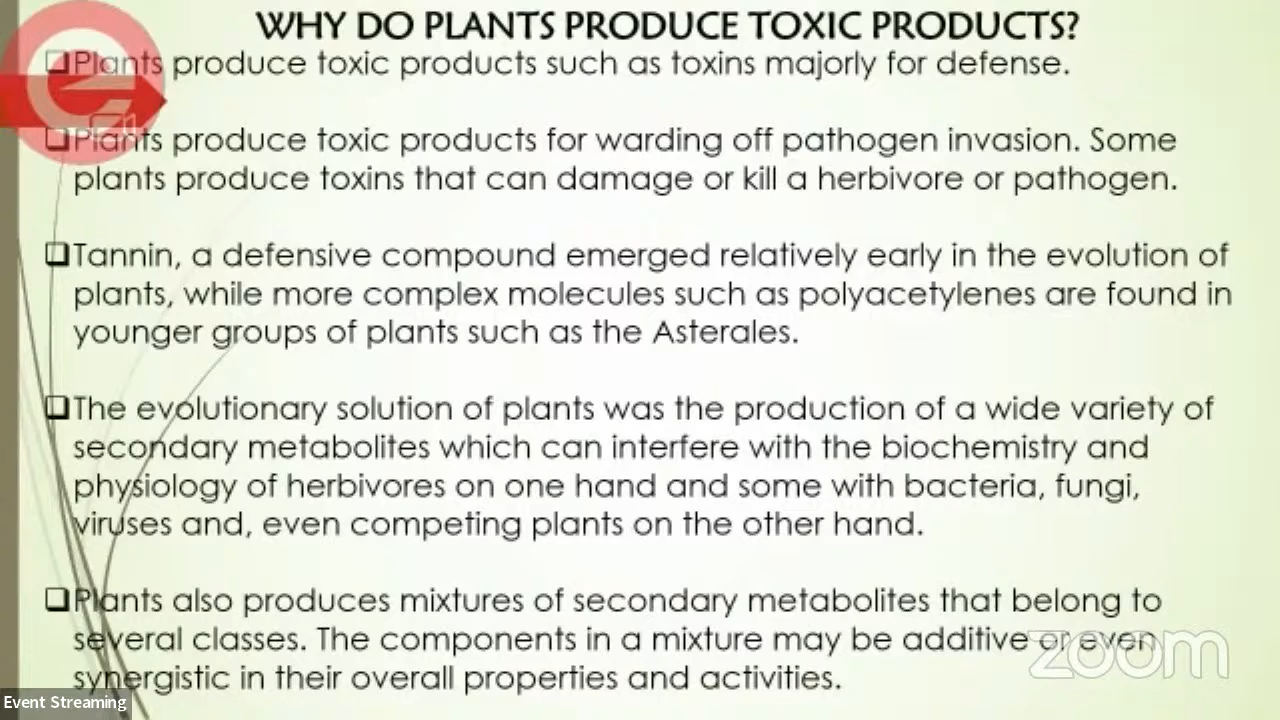 WHY DO PLANTS PRODUCE TOXIC PRODUCTS?
Plants produce toxic products such as toxins majorly for defense.
Plants produce toxic products for warding off pathogen invasion. Some
plants produce toxins that can damage or kill a herbivore or pathogen.
Tannin, a defensive compound emerged relatively early in the evolution of
plants, while more complex molecules such as polyacetylenes are found in
younger groups of plants such as the Asterales.
The evolutionary solution of plants was the production of a wide variety of
secondary metabolites which can interfere with the biochemistry and
physiology of herbivores on one hand and some with bacteria, fungi,
viruses and, even competing plants on the other hand.
Plants also produces mixtures of secondary metabolites that belong to
several classes. The components in a mixture may be additive or even
synergistic in their overall properties and activities.
zoom
Event Streaming